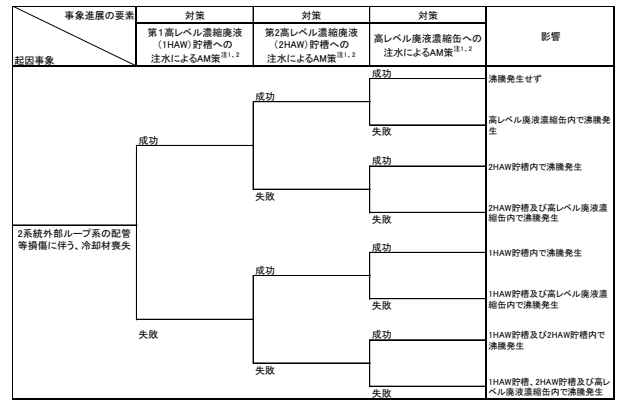 事象進展の要素
起因事象
対策
第1高レベル濃縮廃液
（1HAW）貯槽への
注水によるAM策注1、2
対策
第2高レベル濃縮廃液
（2HAW）貯槽への
注水によるAM策注1、2
対策
高レベル廃液濃縮缶への
注水によるAM策注1、2
影響
2系統外部ループ系の配管
等損傷に伴う、冷却材喪失
成功
失敗
成功
失敗
成功
失敗
成功
沸騰発生せず
失敗
高レベル廃液濃縮缶内で沸騰発
生
成功
2HAW貯槽内で沸騰発生
失敗
2HAW貯槽及び高レベル廃液濃
縮缶内で沸騰発生
成功
1HAW貯槽内で沸騰発生
失敗
1HAW貯槽及び高レベル廃液濃
縮缶内で沸騰発生
成功
1HAW貯槽及び2HAW貯槽内で
沸騰発生
失敗
1HAW貯槽、2HAW貯槽及び高レ
ベル廃液濃縮缶内で沸騰発生